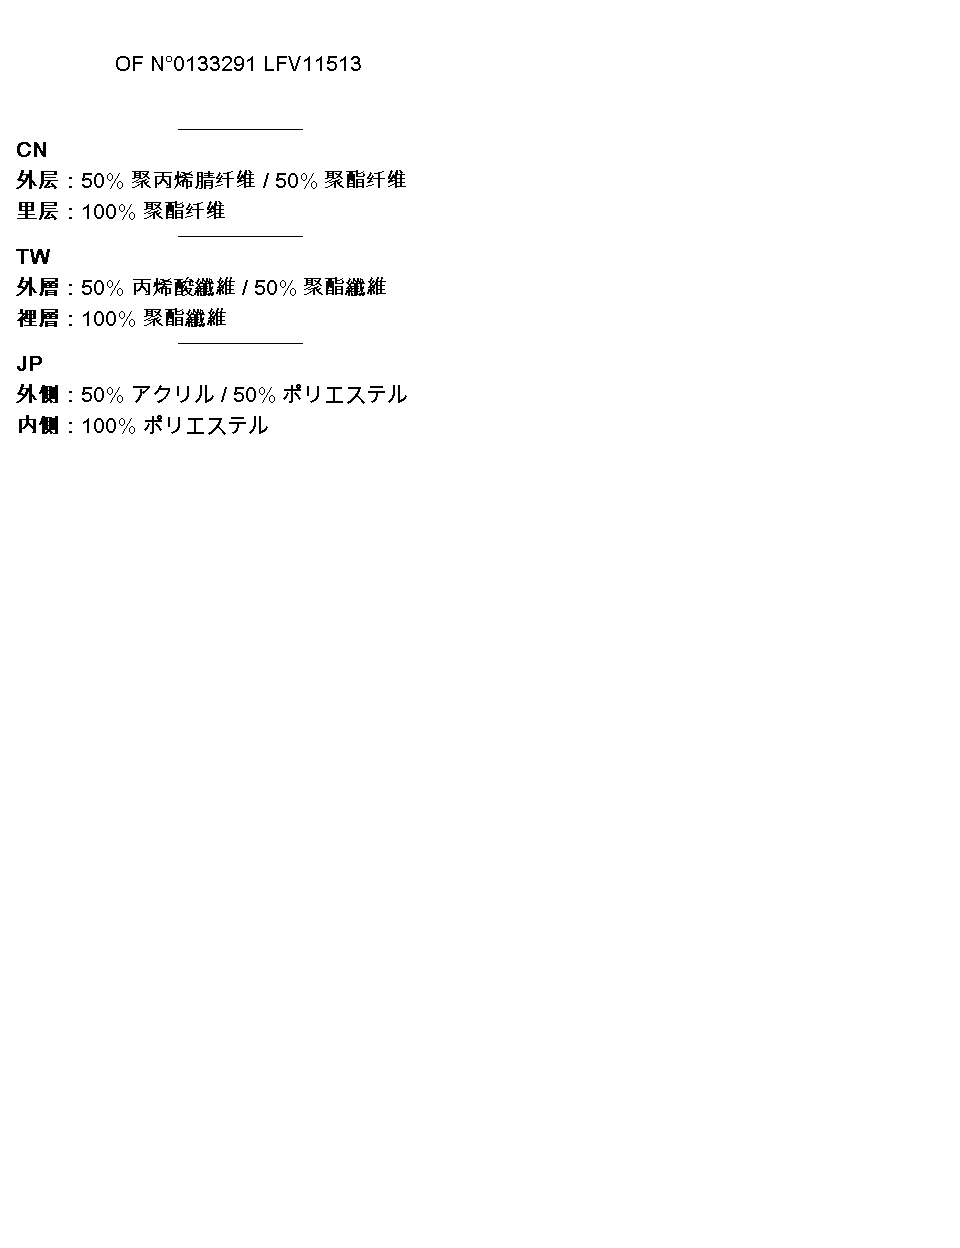 OF N°0133291 LFV11513
CN
外层 : 50% 聚丙烯腈纤维 / 50% 聚酯纤维
里层 : 100% 聚酯纤维
TW
外層 : 50% 丙烯酸纖維 / 50% 聚酯纖維
裡層 : 100% 聚酯纖維
JP
外側 : 50% アクリル / 50% ポリエステル
内側 : 100% ポリエステル